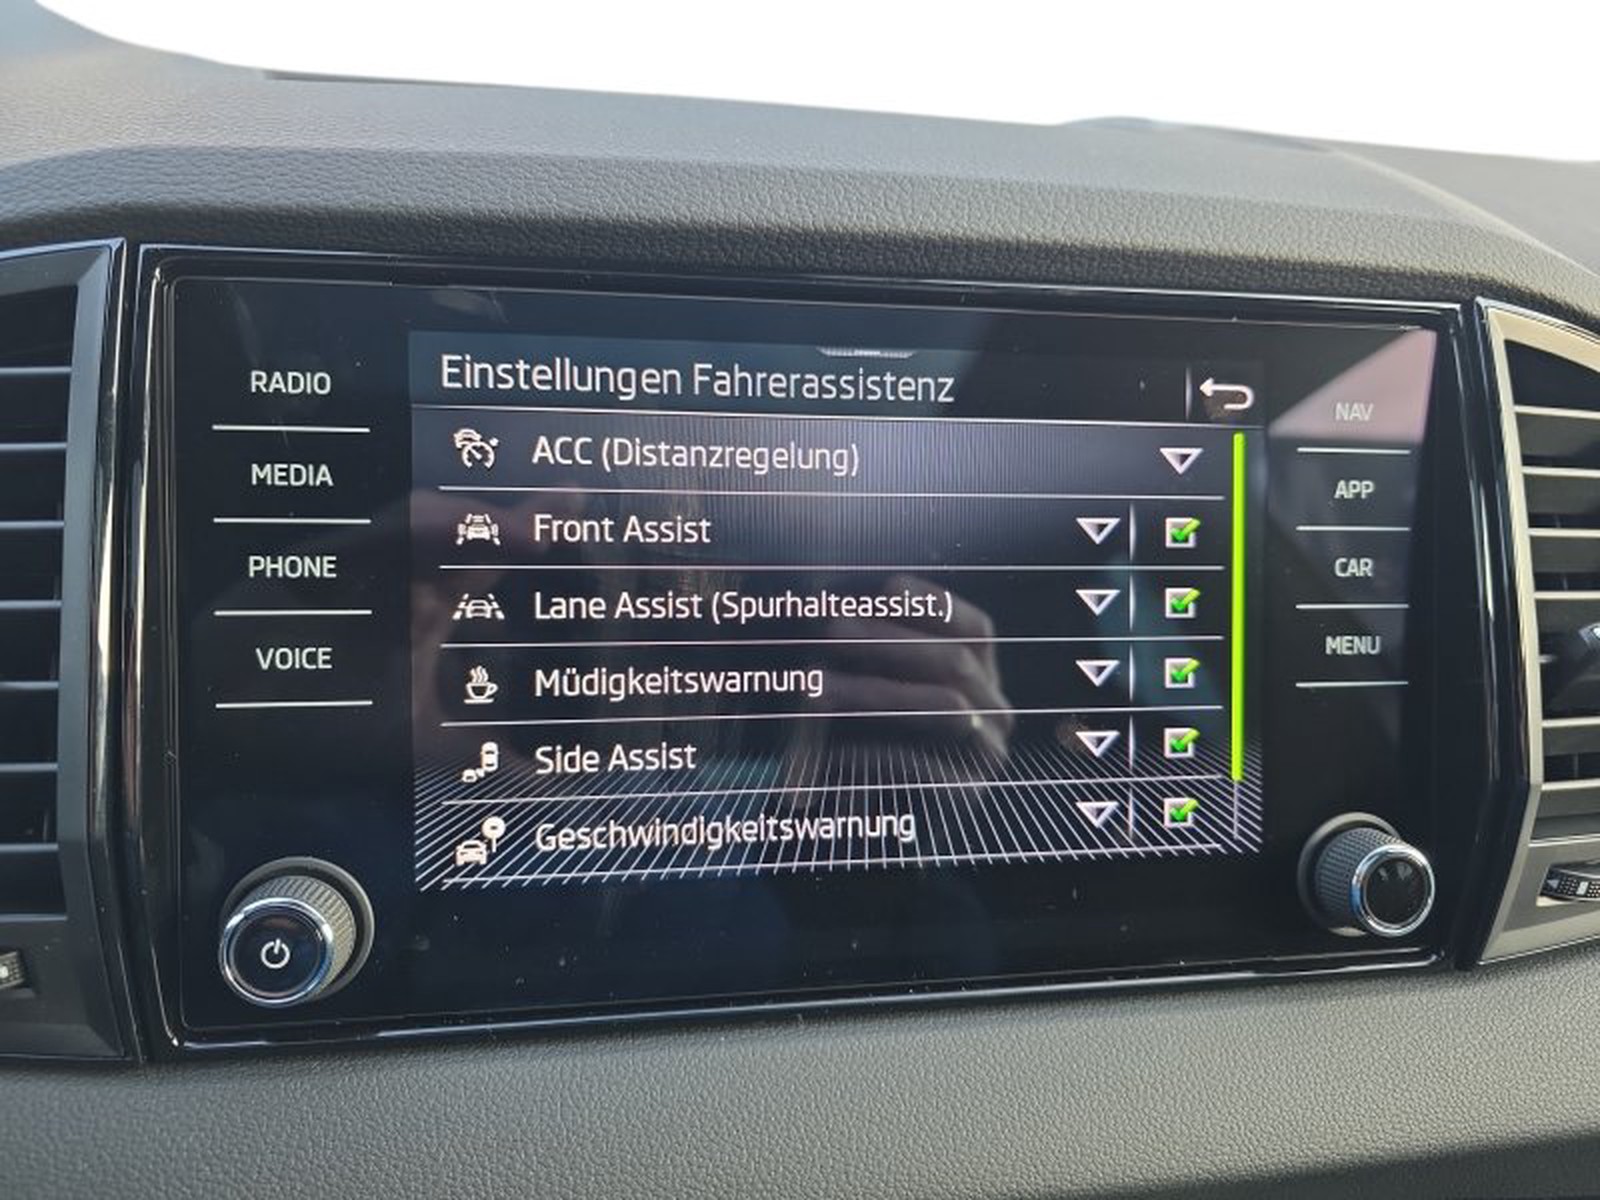 Einstellungen Fahrerassistenz
ACC (Distanzregelung)
Front Assist
Lane Assist (Spurhalteassist.)
Müdigkeitswarnung
Side Assist
Geschwindigkeitswarnung
RADIO
MEDIA
PHONE
VOICE
NAV
APP
CAR
MENU